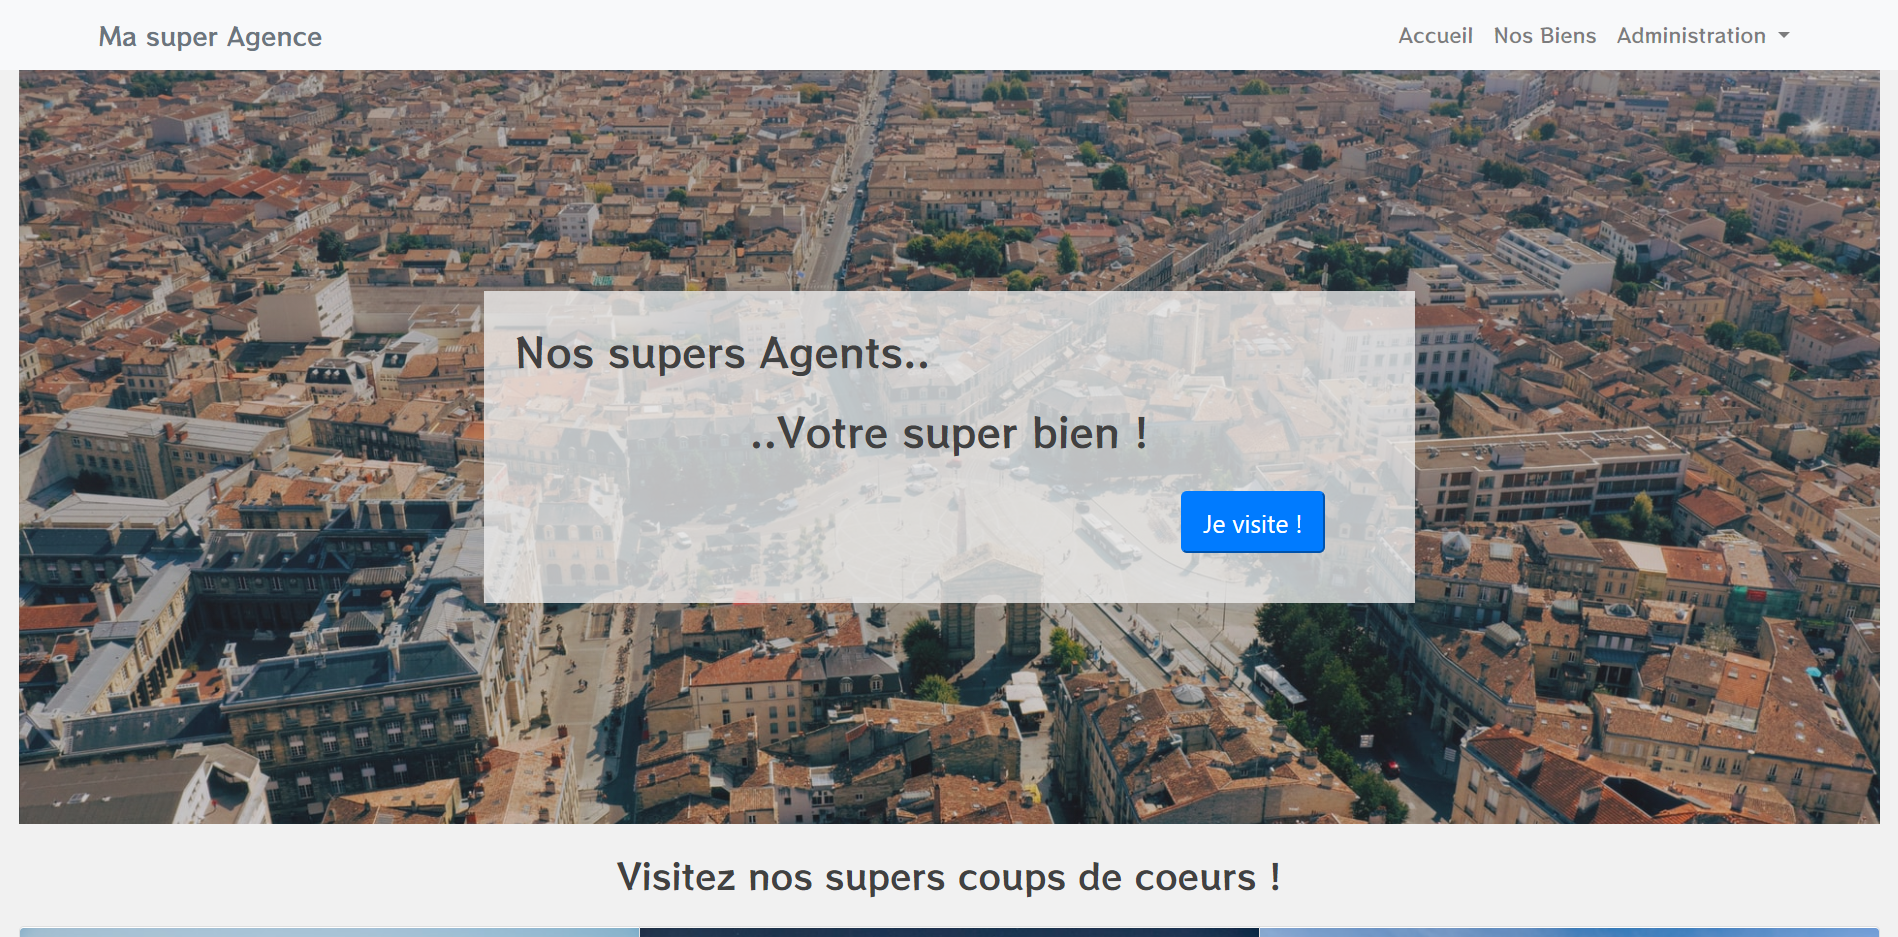 Ma super Agence
Accueil Nos Biens Administration
Nos supers Agents..
..Votre super bien !
Je visite !
Visitez nos supers coups de coeurs !